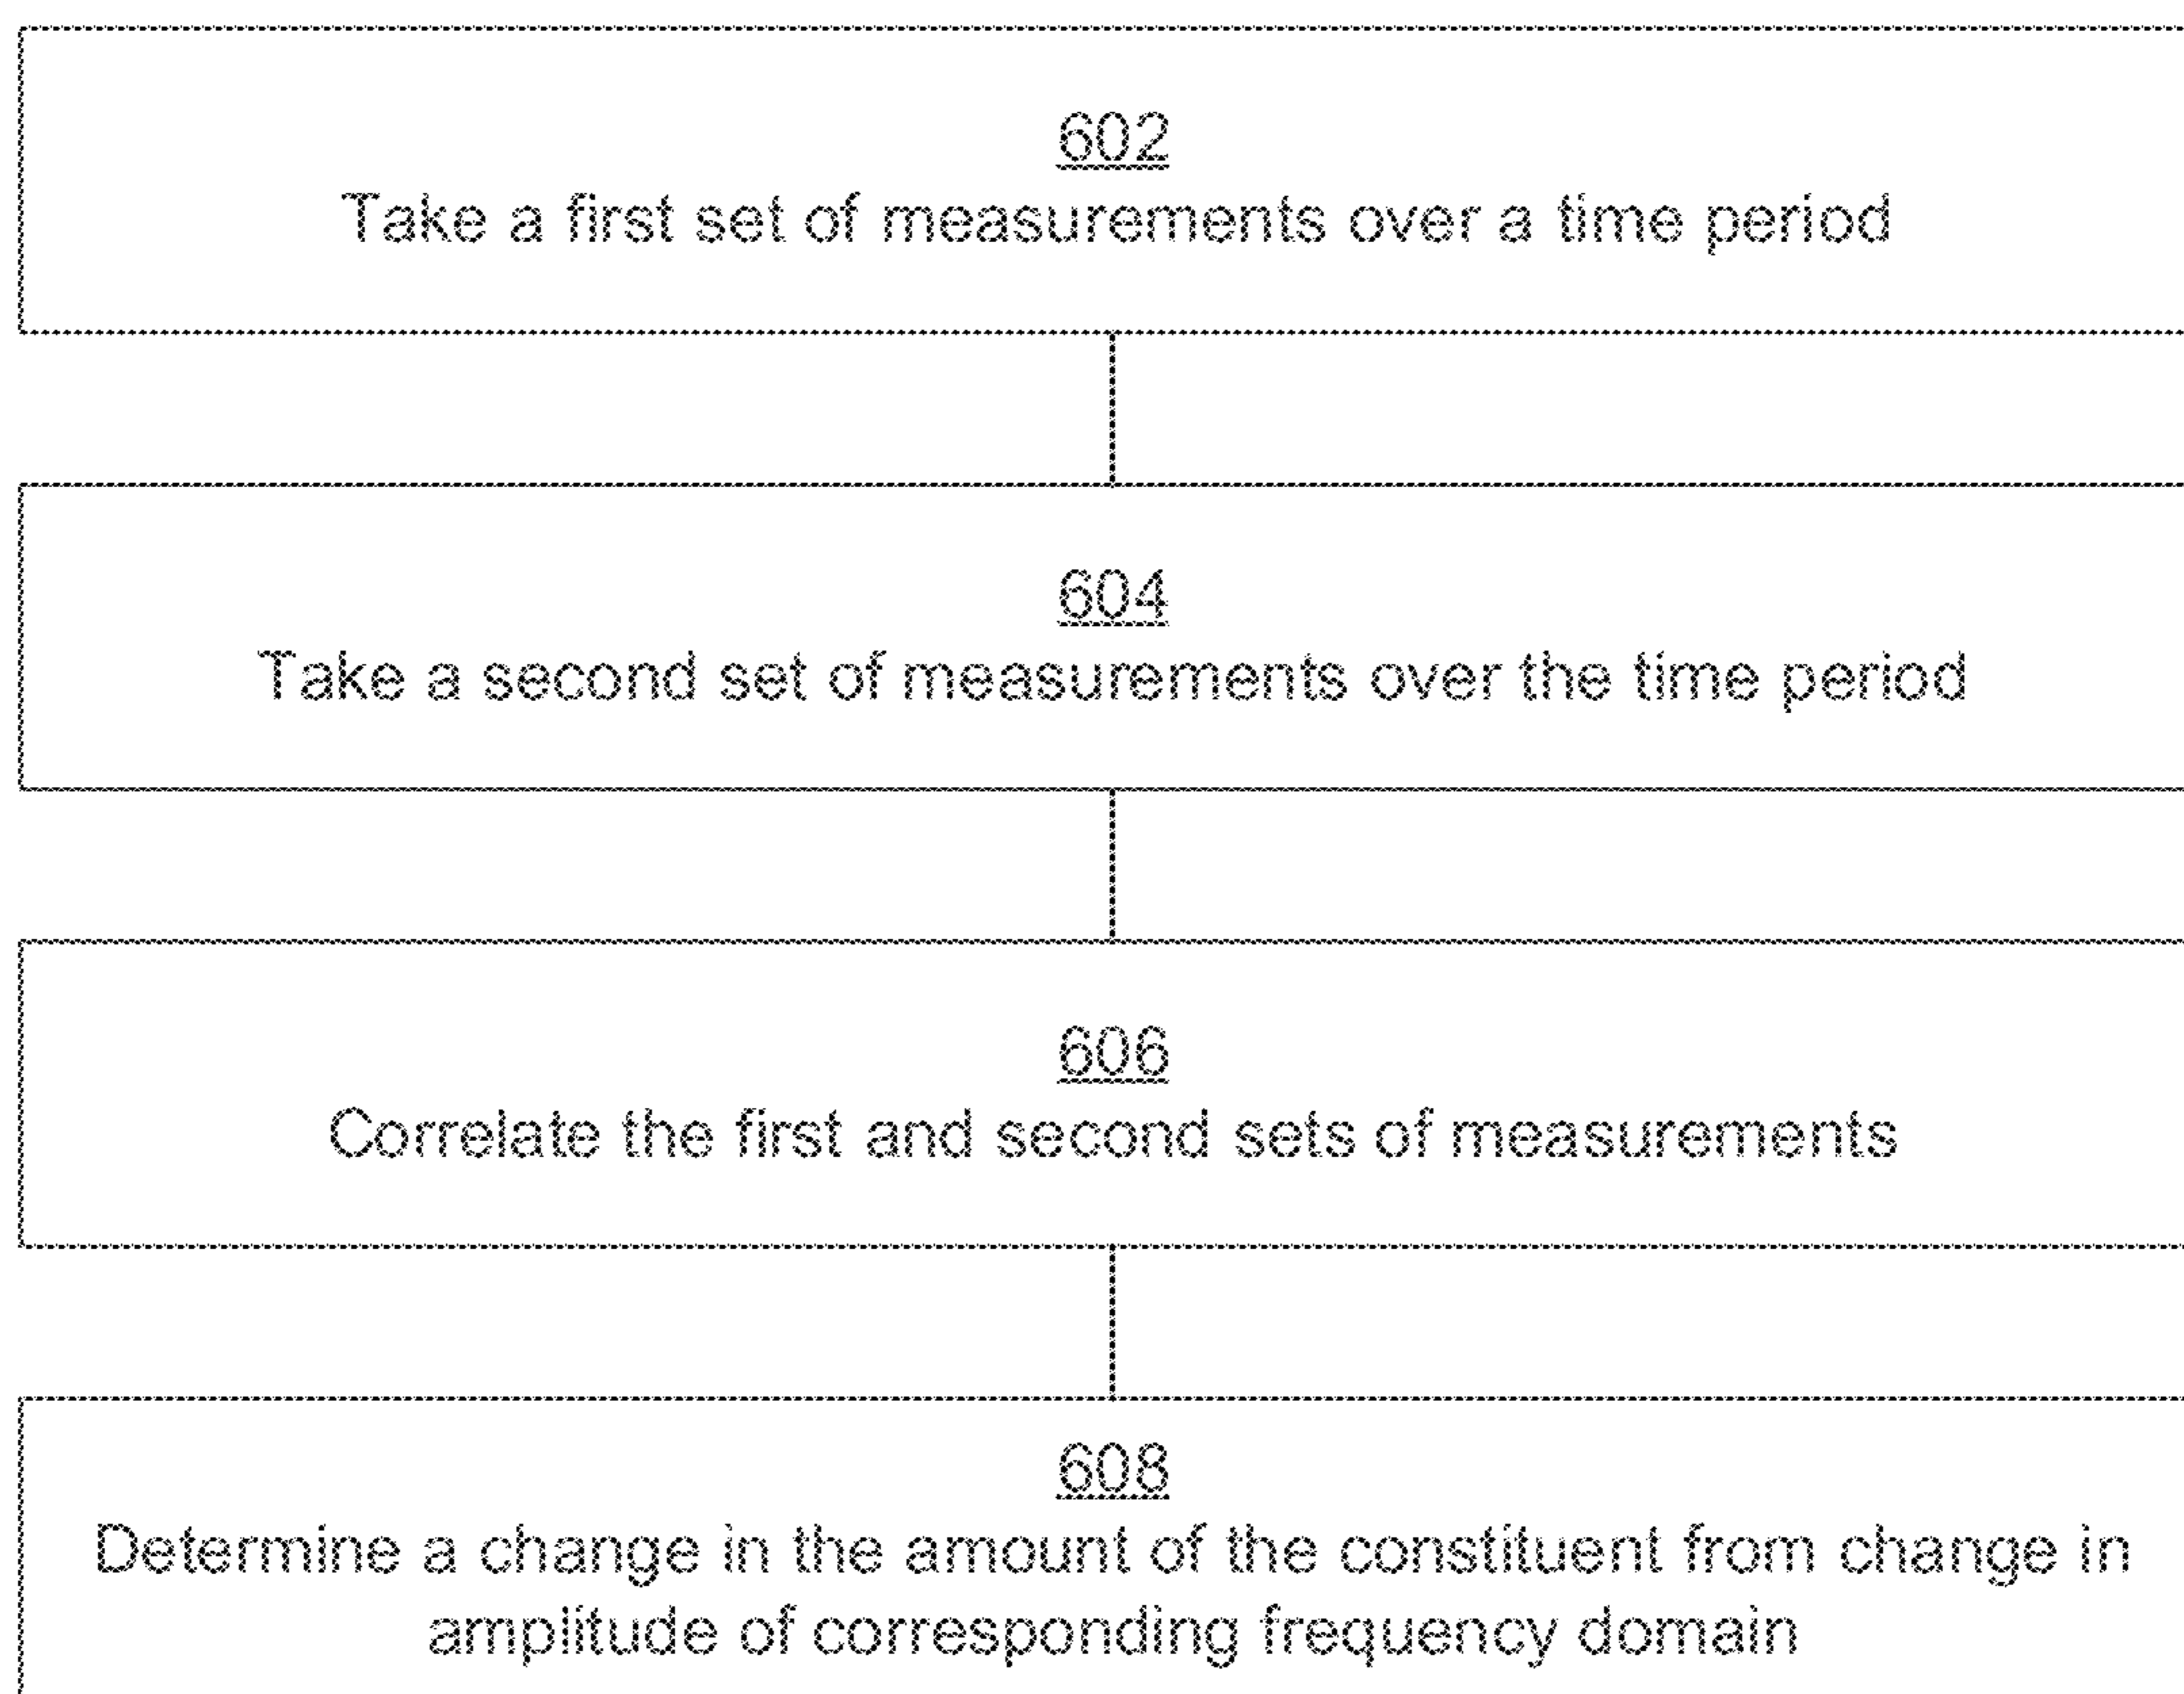 602
Take a first set of measurements over a time period
604
Take a second set of measurements over the time period
606
Correlate the first and second sets of measurements
608
Determine a change in the amount of the constituent from change in
amplitude of corresponding frequency domain